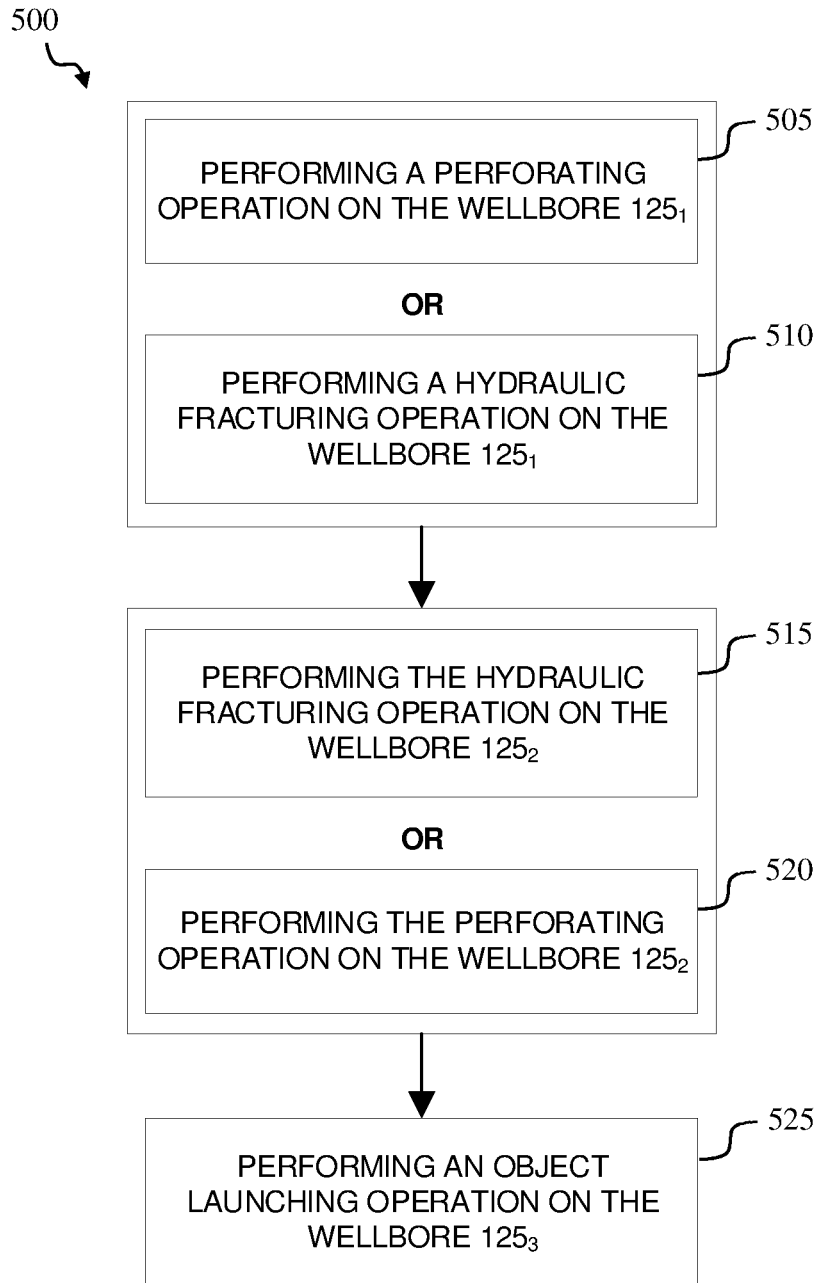 500
505
PERFORMING A PERFORATING
OPERATION ON THE WELLBORE 125₁
OR
510
PERFORMING A HYDRAULIC
FRACTURING OPERATION ON THE
WELLBORE 125₁
515
PERFORMING THE HYDRAULIC
FRACTURING OPERATION ON THE
WELLBORE 125₂
OR
520
PERFORMING THE PERFORATING
OPERATION ON THE WELLBORE 125₂
525
PERFORMING AN OBJECT
LAUNCHING OPERATION ON THE
WELLBORE 125₃